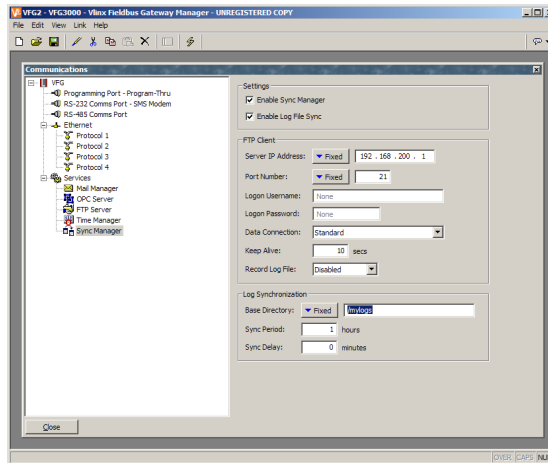 VFG2 - VFG3000 - Vlinx Fieldbus Gateway Manager - UNREGISTERED COPY
File Edit View Link Help
Communications
VFG
Programming Port - Program-Thru
RS-232 Comms Port - SMS Modem
RS-485 Comms Port
Ethernet
Protocol 1
Protocol 2
Protocol 3
Protocol 4
Services
Mail Manager
OPC Server
FTP Server
Time Manager
Sync Manager
Settings
Enable Sync Manager
Enable Log File Sync
FTP Client
Server IP Address: Fixed 192 . 168 . 200 . 1
Port Number: Fixed 21
Logon Username: None
Logon Password: None
Data Connection: Standard
Keep Alive: 10 secs
Record Log File: Disabled
Log Synchronization
Base Directory: Fixed /mylogs
Sync Period: 1 hours
Sync Delay: 0 minutes
Close
OVER CAPS NU